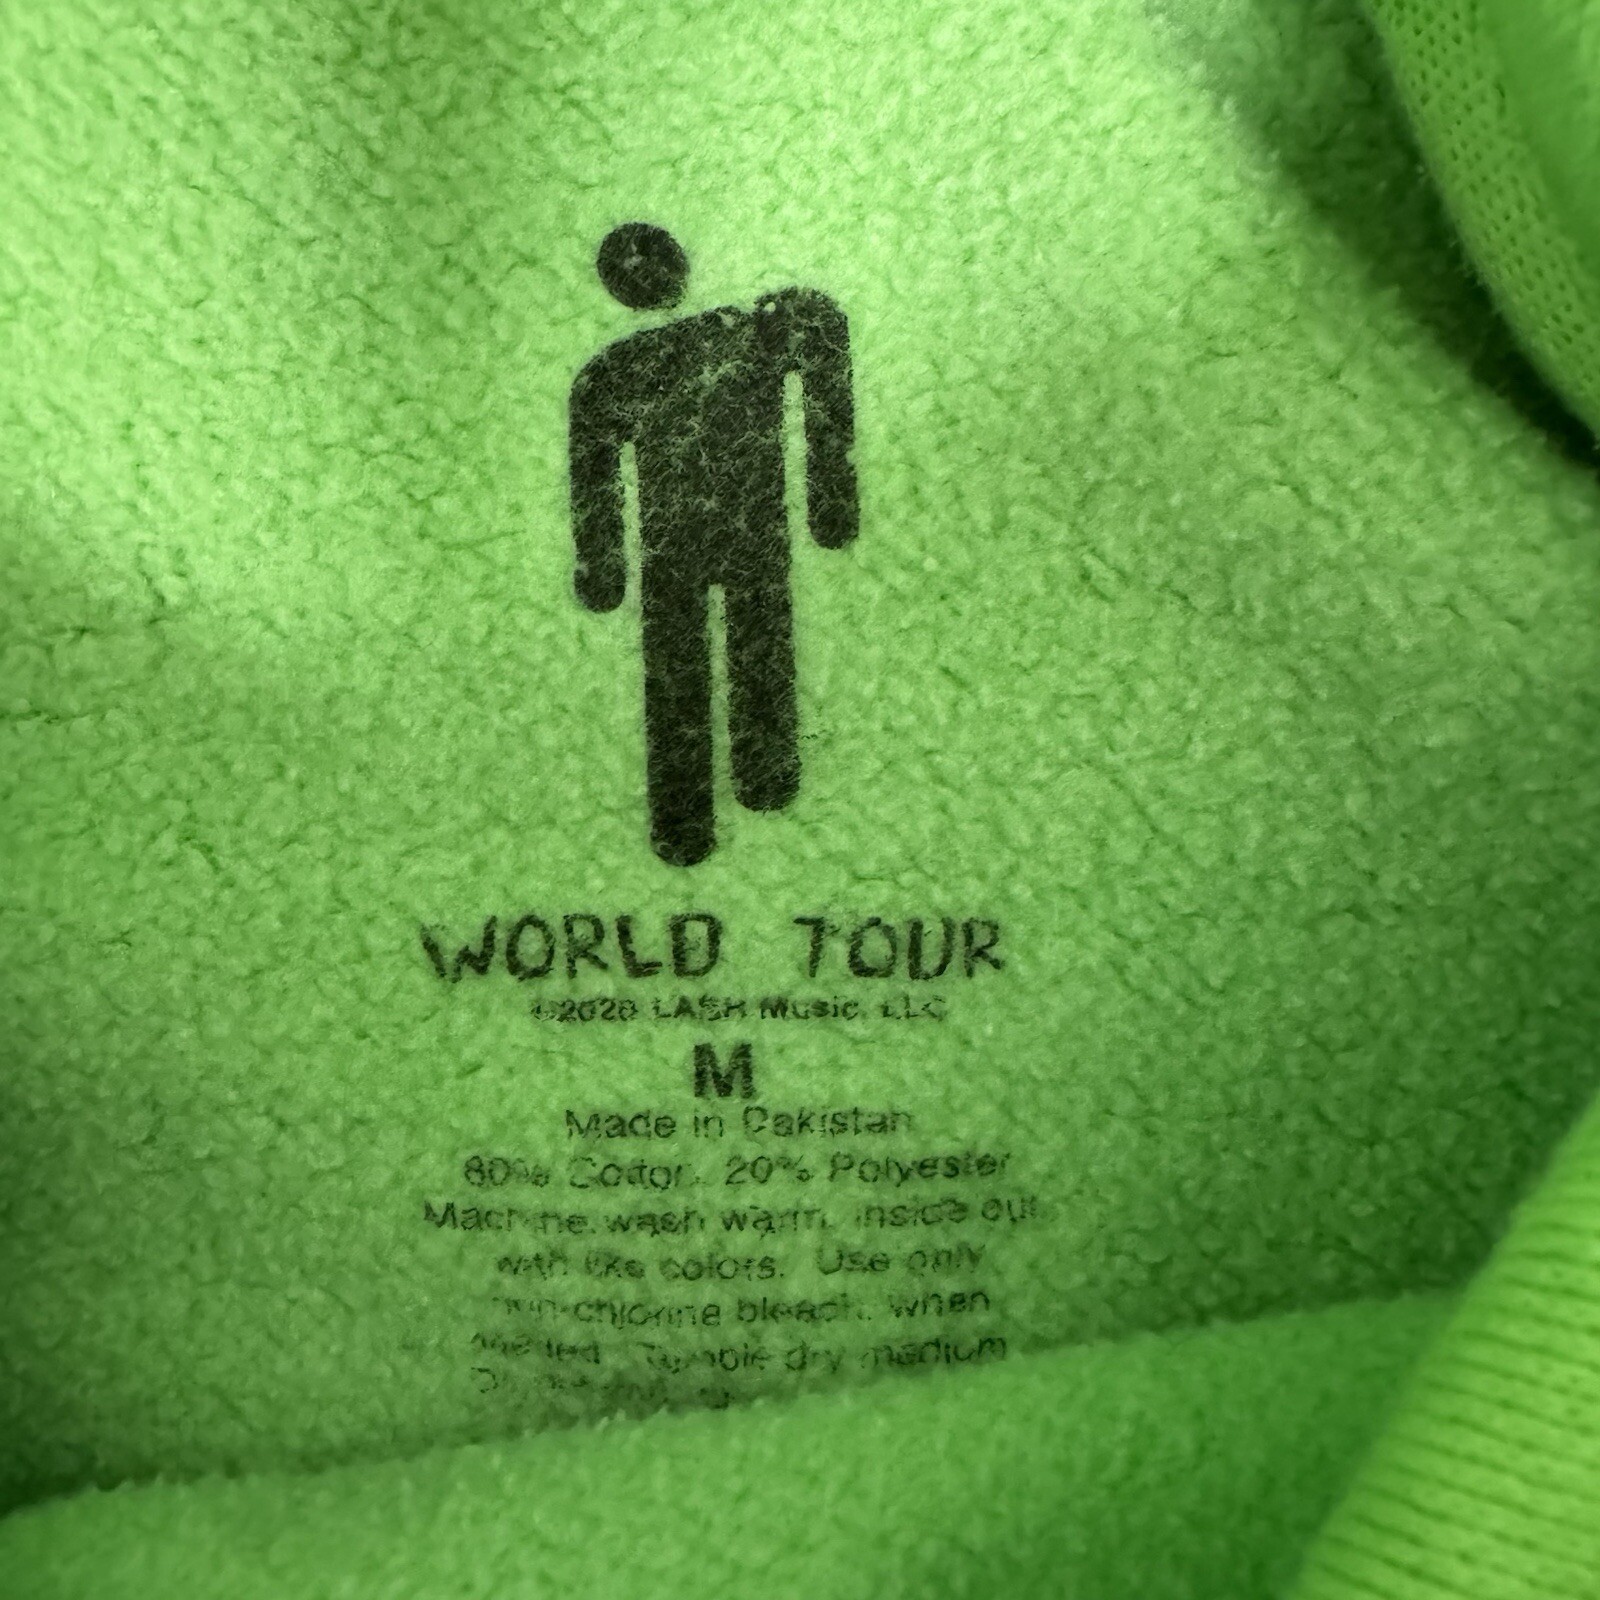 WORLD TOUR
©2020 LASH Music, LLC
M
Made in Pakistan
80% Cotton, 20% Polyester
Machine wash warm, inside out
with like colors. Use only
non-chlorine bleach, when
needed. Tumble dry medium